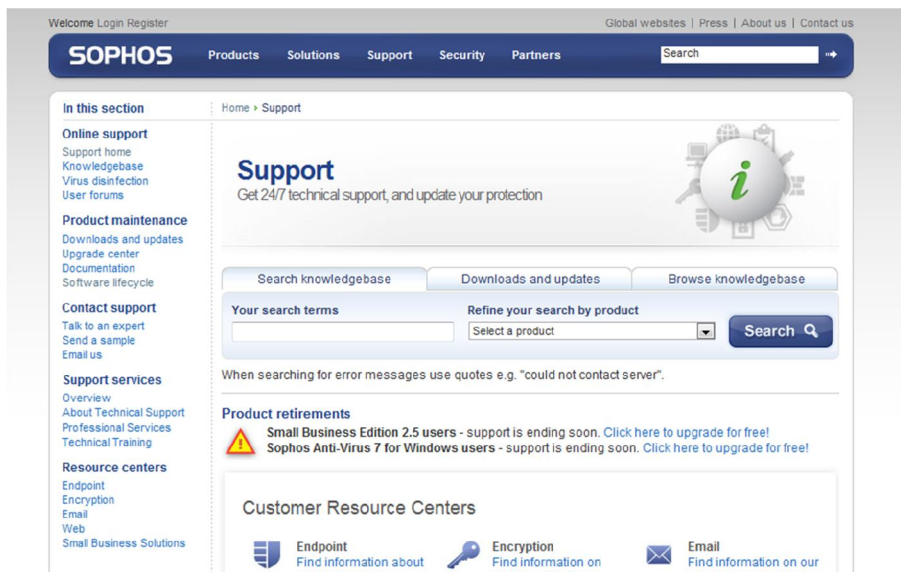 Welcome Login Register
Global websites | Press | About us | Contact us
SOPHOS
Products Solutions Support Security Partners
Search
In this section
Online support
Support home
Knowledgebase
Virus disinfection
User forums
Product maintenance
Downloads and updates
Upgrade center
Documentation
Software lifecycle
Contact support
Talk to an expert
Send a sample
Email us
Support services
Overview
About Technical Support
Professional Services
Technical Training
Resource centers
Endpoint
Encryption
Email
Web
Small Business Solutions
Home › Support
Support
Get 24/7 technical support, and update your protection
i
Search knowledgebase
Downloads and updates
Browse knowledgebase
Your search terms
Refine your search by product
Select a product
Search
When searching for error messages use quotes e.g. "could not contact server".
Product retirements
Small Business Edition 2.5 users - support is ending soon. Click here to upgrade for free!
Sophos Anti-Virus 7 for Windows users - support is ending soon. Click here to upgrade for free!
Customer Resource Centers
Endpoint
Find information about
Encryption
Find information on
Email
Find information on our